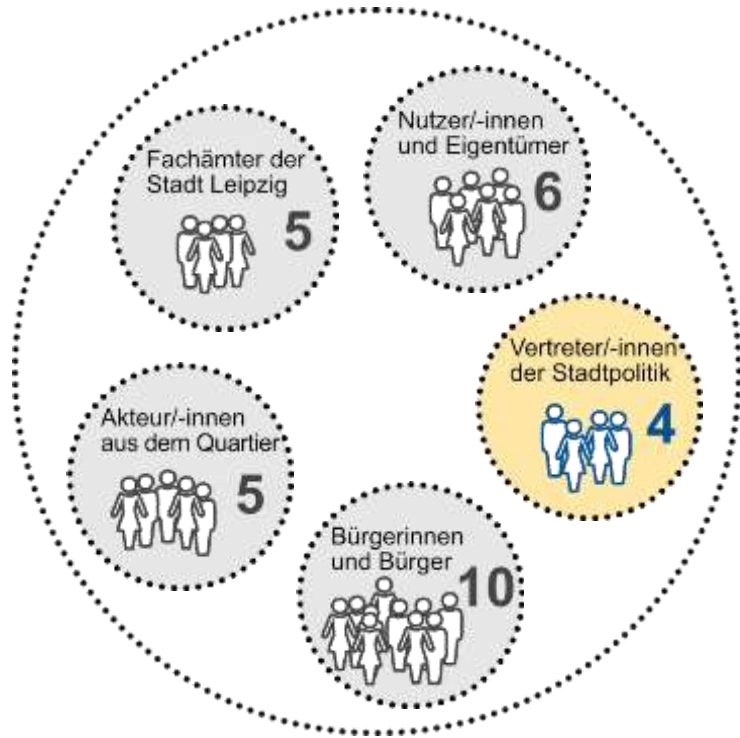 Fachämter der
Stadt Leipzig
5
Nutzer/-innen
und Eigentümer
6
Vertreter/-innen
der Stadtpolitik
4
Akteur/-innen
aus dem Quartier
5
Bürgerinnen
und Bürger
10